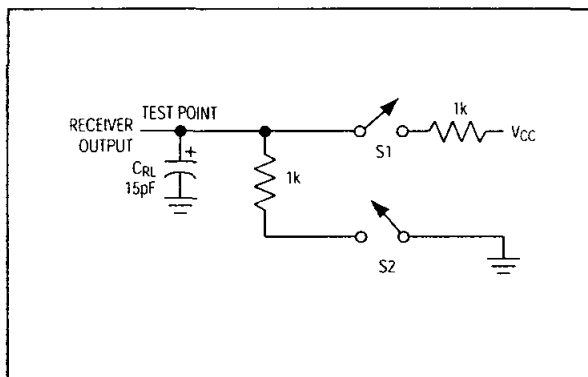 TEST POINT
RECEIVER
OUTPUT
CRL
15pF
+
1k
S1
1k
VCC
S2